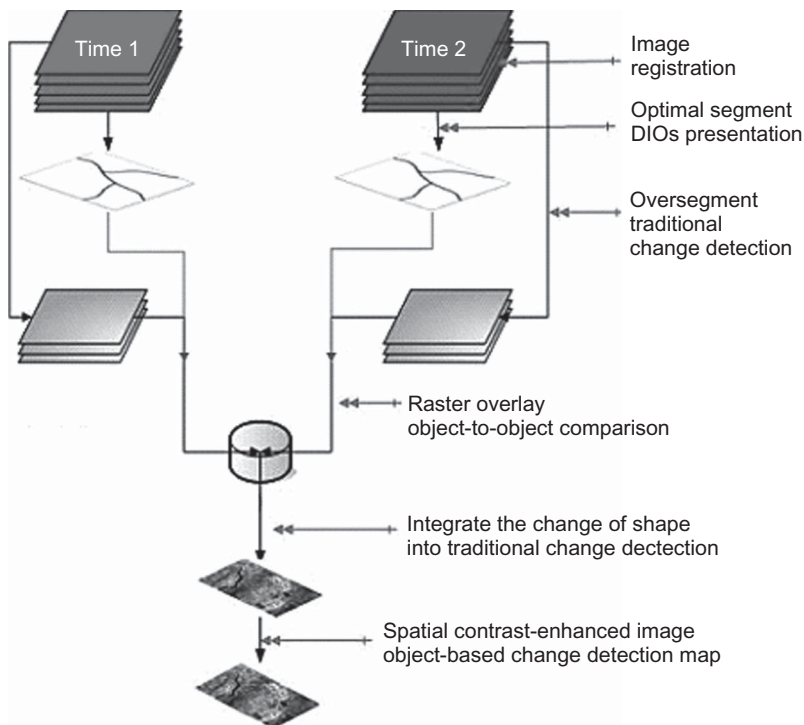 Time 1
Time 2
Image
registration
Optimal segment
DIOs presentation
Oversegment
traditional
change detection
Raster overlay
object-to-object comparison
Integrate the change of shape
into traditional change dectection
Spatial contrast-enhanced image
object-based change detection map